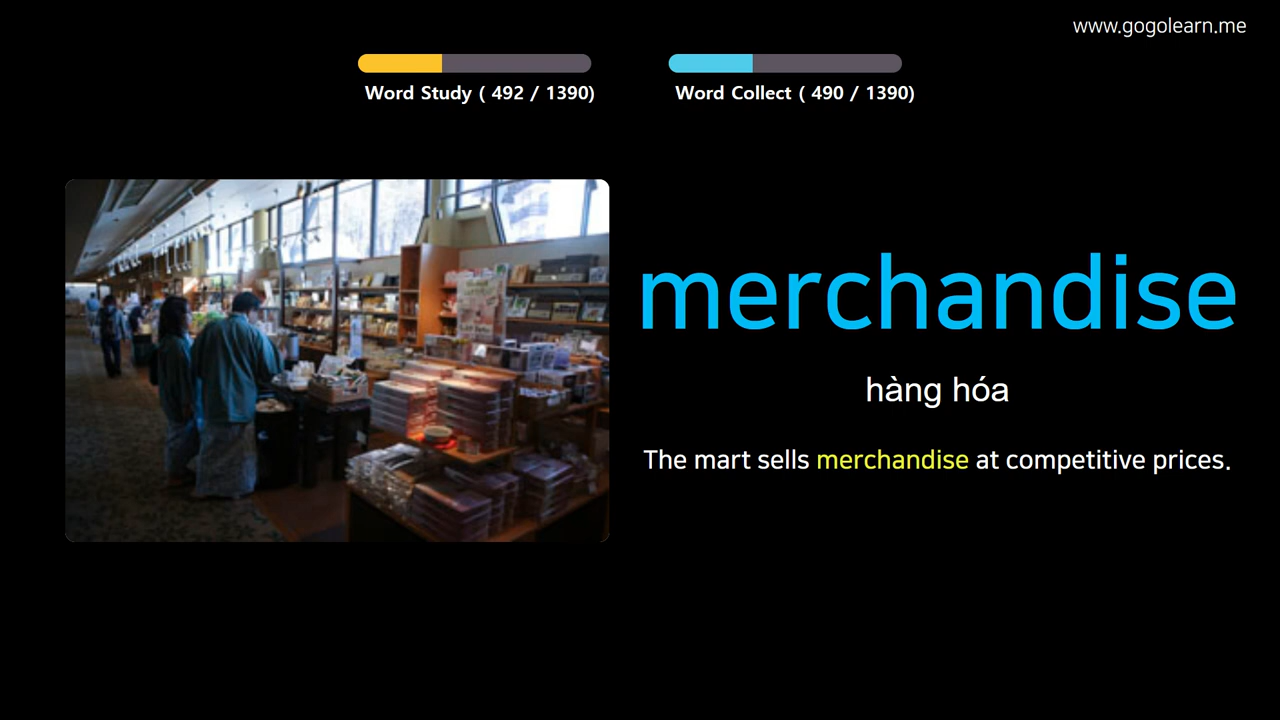 www.gogolearn.me
Word Study ( 492 / 1390)
Word Collect ( 490 / 1390)
merchandise
hàng hóa
The mart sells merchandise at competitive prices.